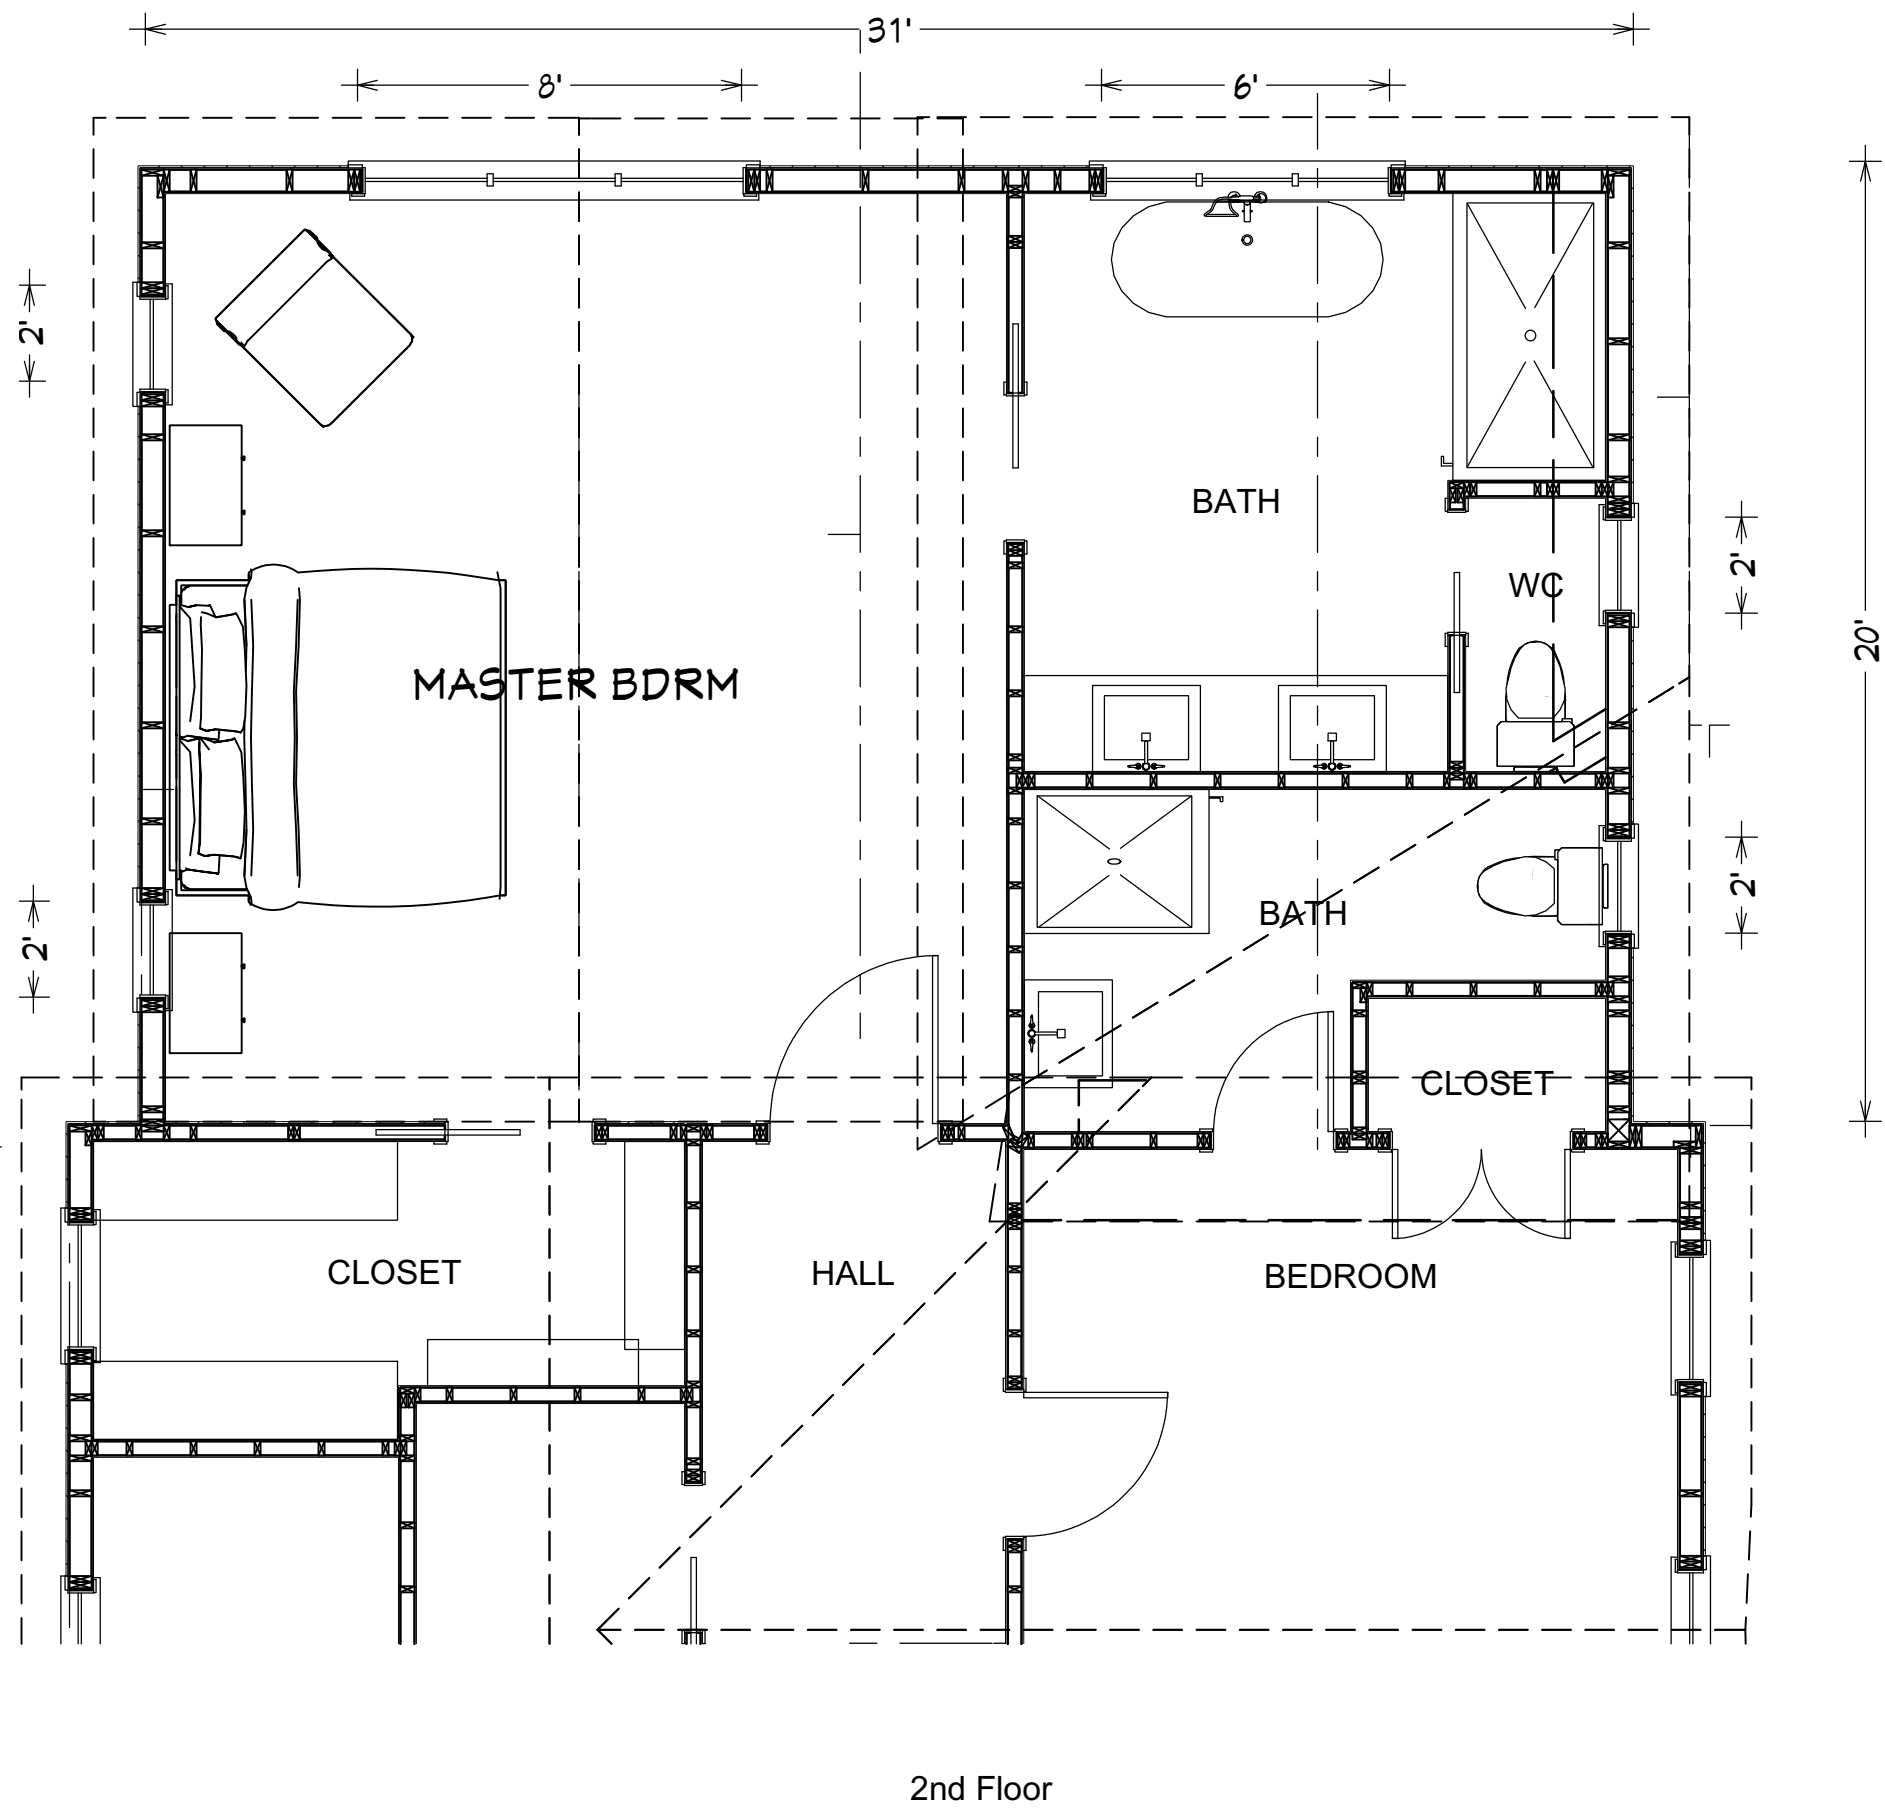 31'
8'
6'
2'
2'
2'
2'
20'
BATH
WC
MASTER BDRM
BATH
CLOSET
CLOSET
HALL
BEDROOM
2nd Floor